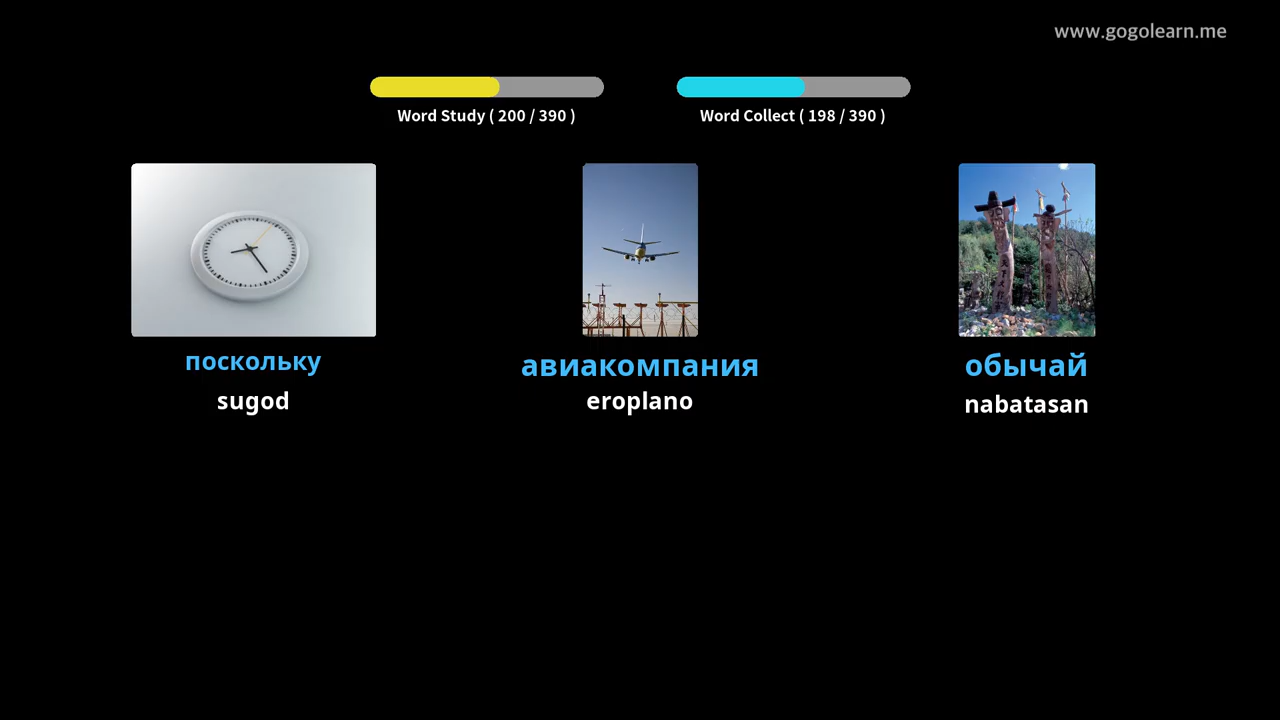 www.gogolearn.me
Word Study ( 200 / 390 )
Word Collect ( 198 / 390 )
поскольку
sugod
авиакомпания
eroplano
обычай
nabatasan